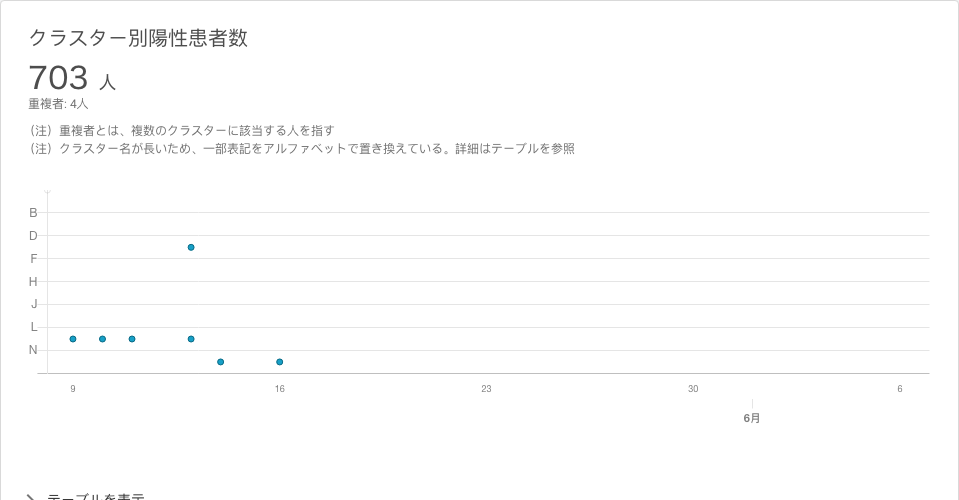 クラスター別陽性患者数
703 人
重複者: 4人
（注）重複者とは、複数のクラスターに該当する人を指す
（注）クラスター名が長いため、一部表記をアルファベットで置き換えている。詳細はテーブルを参照
B
D
F
H
J
L
N
9 16 23 30 6
6月
テーブルを表示